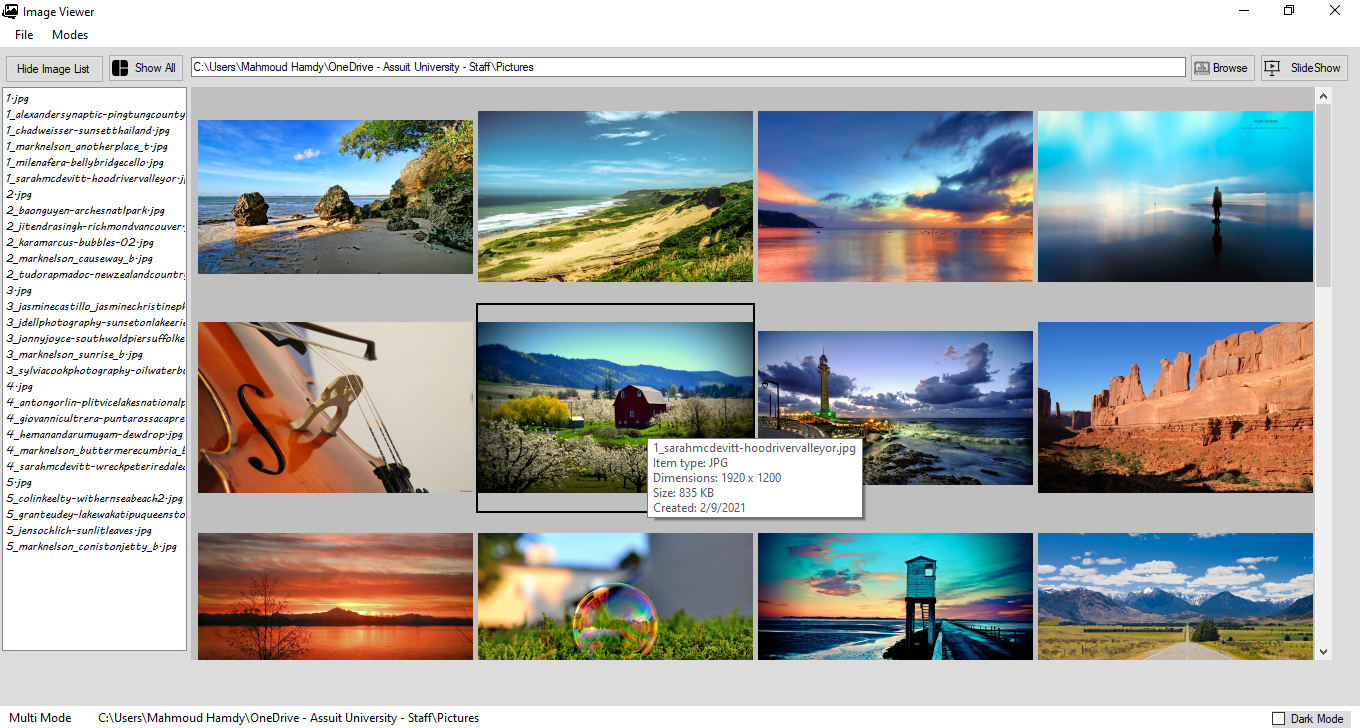 Image Viewer
File Modes
Hide Image List Show All C:\Users\Mahmoud Hamdy\OneDrive - Assuit University - Staff\Pictures Browse SlideShow
1.jpg
1_alexandersynaptic-pingtungcounty
1_chadweisser-sunsetthailand.jpg
1_marknelson_anotherplace_t.jpg
1_milenafera-bellybridgecello.jpg
1_sarahmcdevitt-hoodrivervalleyor.j
2.jpg
2_baonguyen-archesnatlpark.jpg
2_jitendrasingh-richmondvancouver.
2_karamarcus-bubbles-02.jpg
2_marknelson_causeway_b.jpg
2_tudorapmadoc-newzealandcountry
3.jpg
3_jasminecastillo_jasminechristineph
3_jdellphotography-sunsetonlakeerie
3_jonnyjoyce-southwoldpiersuffolke
3_marknelson_sunrise_b.jpg
3_sylviacookphotography-oilwaterbu
4.jpg
4_antongorlin-plitvicelakesnationalp
4_giovannicultrera-puntarossacapre
4_hemanandarumugam-dewdrop.jpg
4_marknelson_buttermerecumbria_b
4_sarahmcdevitt-wreckpeteriredalea
5.jpg
5_colinkeelty-withernseabeach2.jpg
5_granteudey-lakewakatipuqueensto
5_jensochlich-sunlitleaves.jpg
5_marknelson_conistonjetty_b.jpg
1_sarahmcdevitt-hoodrivervalleyor.jpg
Item type: JPG
Dimensions: 1920 x 1200
Size: 835 KB
Created: 2/9/2021
Multi Mode C:\Users\Mahmoud Hamdy\OneDrive - Assuit University - Staff\Pictures Dark Mode